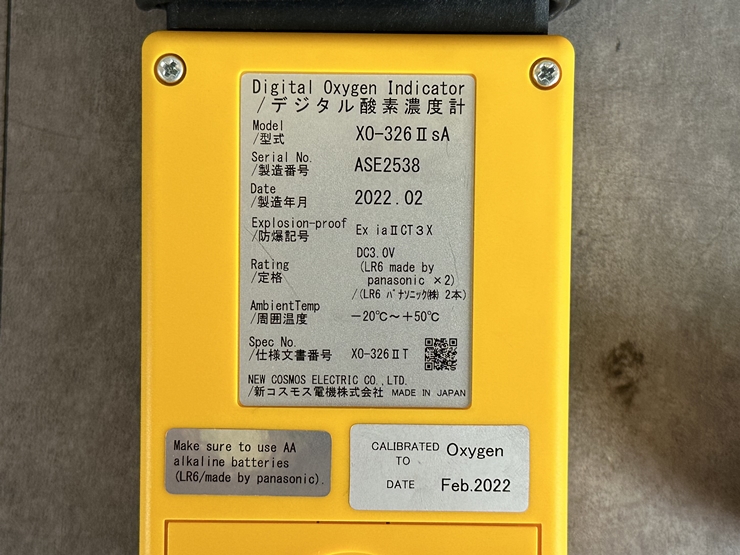 Digital Oxygen Indicator
/デジタル酸素濃度計
Model
/型式 XO-326ⅡsA
Serial No.
/製造番号 ASE2538
Date
/製造年月 2022.02
Explosion-proof
/防爆記号 Ex iaⅡCT3X
Rating
/定格
DC3.0V
(LR6 made by
panasonic ×2)
/(LR6 パナソニック㈱ 2本)
AmbientTemp
/周囲温度 -20℃~+50℃
Spec No.
/仕様文書番号 XO-326ⅡT
NEW COSMOS ELECTRIC CO.,LTD.
/新コスモス電機株式会社 MADE IN JAPAN
Make sure to use AA
alkaline batteries
(LR6/made by panasonic).
CALIBRATED TO Oxygen
DATE Feb.2022